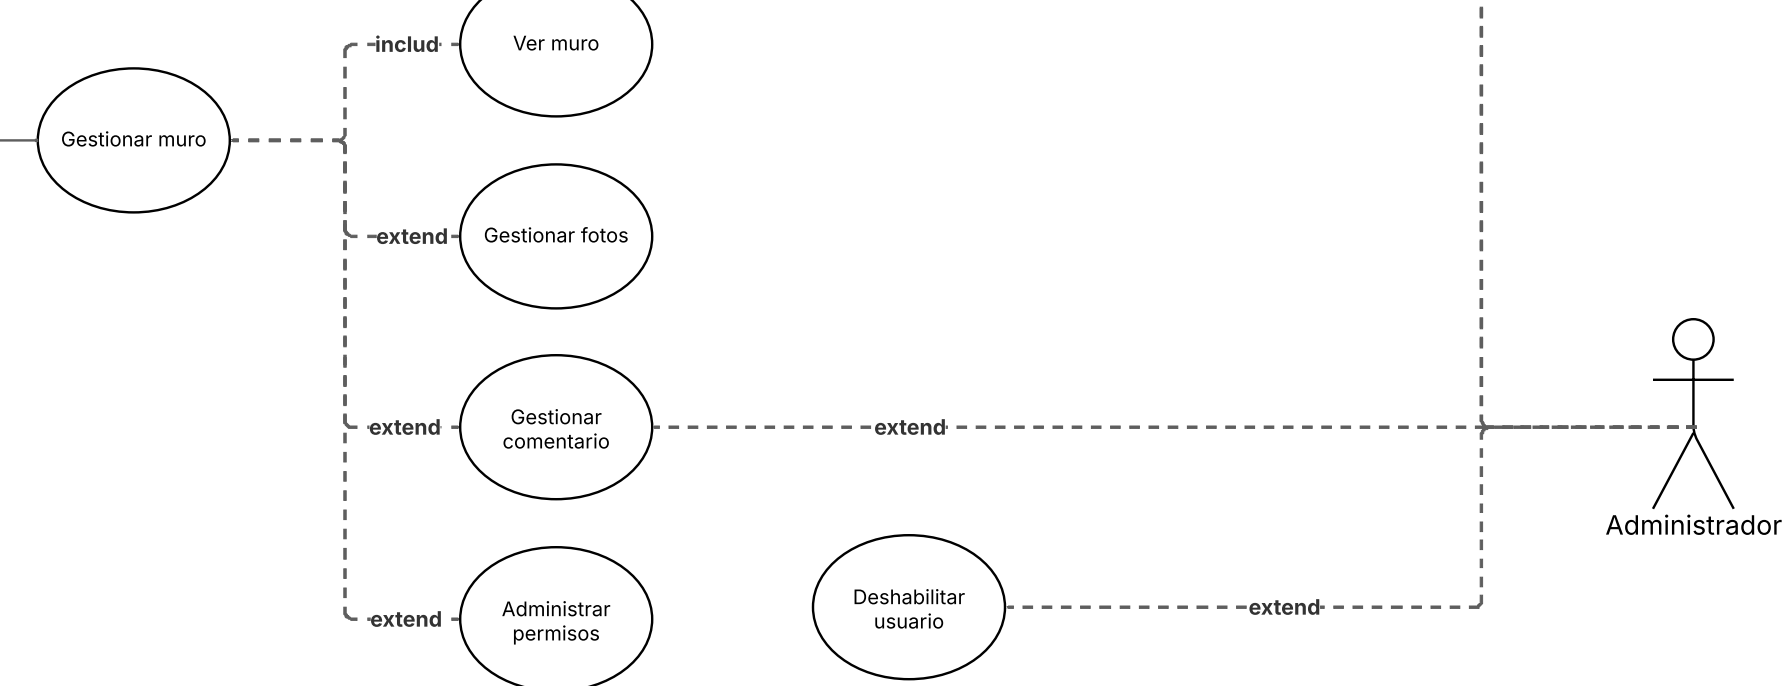 includ
Ver muro
Gestionar muro
extend
Gestionar fotos
extend
Gestionar
comentario
extend
Administrador
extend
Administrar
permisos
Deshabilitar
usuario
extend